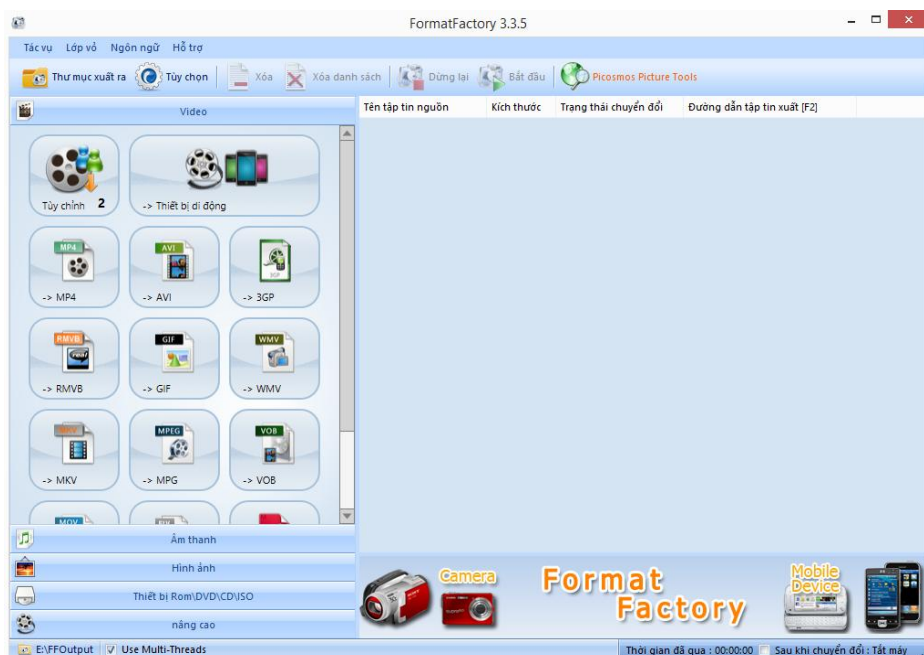 FormatFactory 3.3.5
Tác vụ Lớp vỏ Ngôn ngữ Hỗ trợ
Thư mục xuất ra Tùy chọn Xóa Xóa danh sách Dừng lại Bắt đầu Picosmos Picture Tools
Video
Tên tập tin nguồn Kích thước Trạng thái chuyển đổi Đường dẫn tập tin xuất [F2]
Tùy chỉnh 2
-> Thiết bị di động
MP4 AVI 3GP
-> MP4 -> AVI -> 3GP
RMVB GIF WMV
real
-> RMVB -> GIF -> WMV
MKV MPEG VOB
-> MKV -> MPG -> VOB
MOV
Âm thanh
Hình ảnh
Thiết bị Rom\DVD\CD\ISO
nâng cao
Camera
Format
Factory
Mobile
Device
E:\FFOutput Use Multi-Threads
Thời gian đã qua : 00:00:00 Sau khi chuyển đổi : Tắt máy